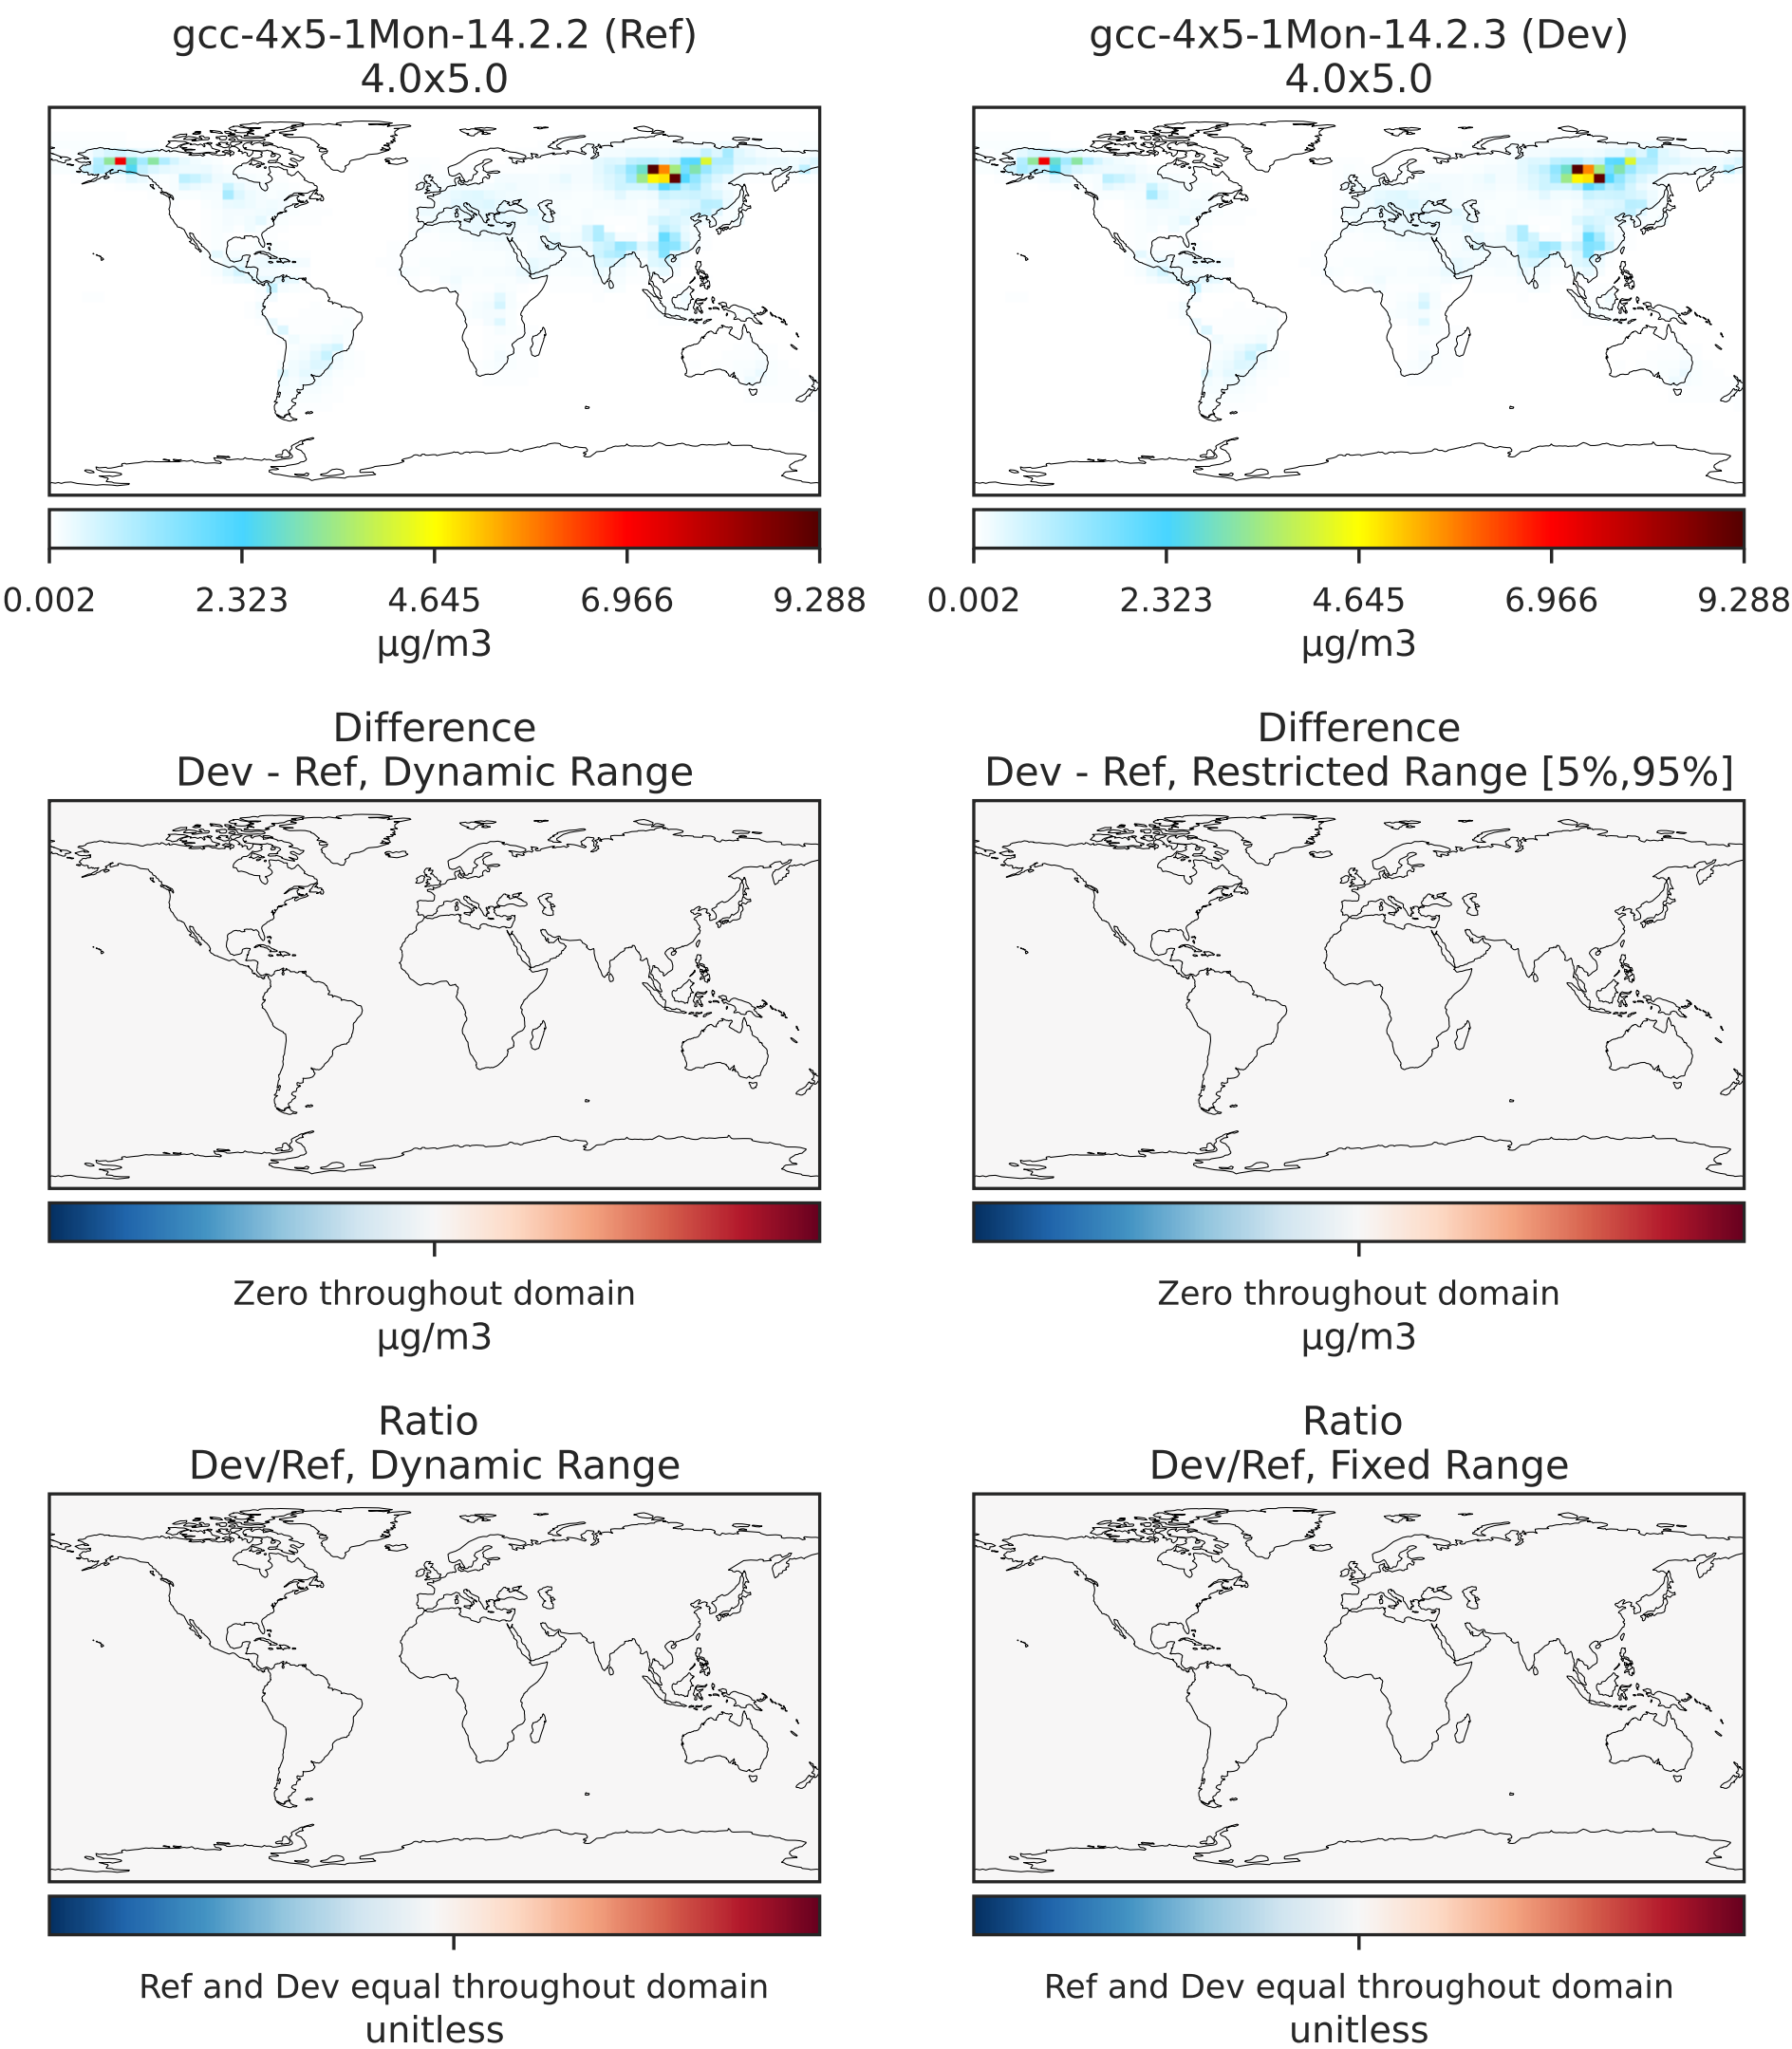 gcc-4x5-1Mon-14.2.2 (Ref)
4.0x5.0
gcc-4x5-1Mon-14.2.3 (Dev)
4.0x5.0
0.002 2.323 4.645 6.966 9.288
µg/m3
0.002 2.323 4.645 6.966 9.288
µg/m3
Difference
Dev - Ref, Dynamic Range
Difference
Dev - Ref, Restricted Range [5%,95%]
Zero throughout domain
µg/m3
Zero throughout domain
µg/m3
Ratio
Dev/Ref, Dynamic Range
Ratio
Dev/Ref, Fixed Range
Ref and Dev equal throughout domain
unitless
Ref and Dev equal throughout domain
unitless